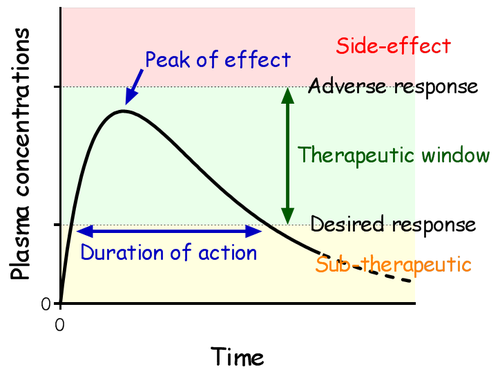 Side-effect
Peak of effect
Adverse response
Plasma concentrations
Therapeutic window
Desired response
Duration of action
Sub-therapeutic
0
0
Time